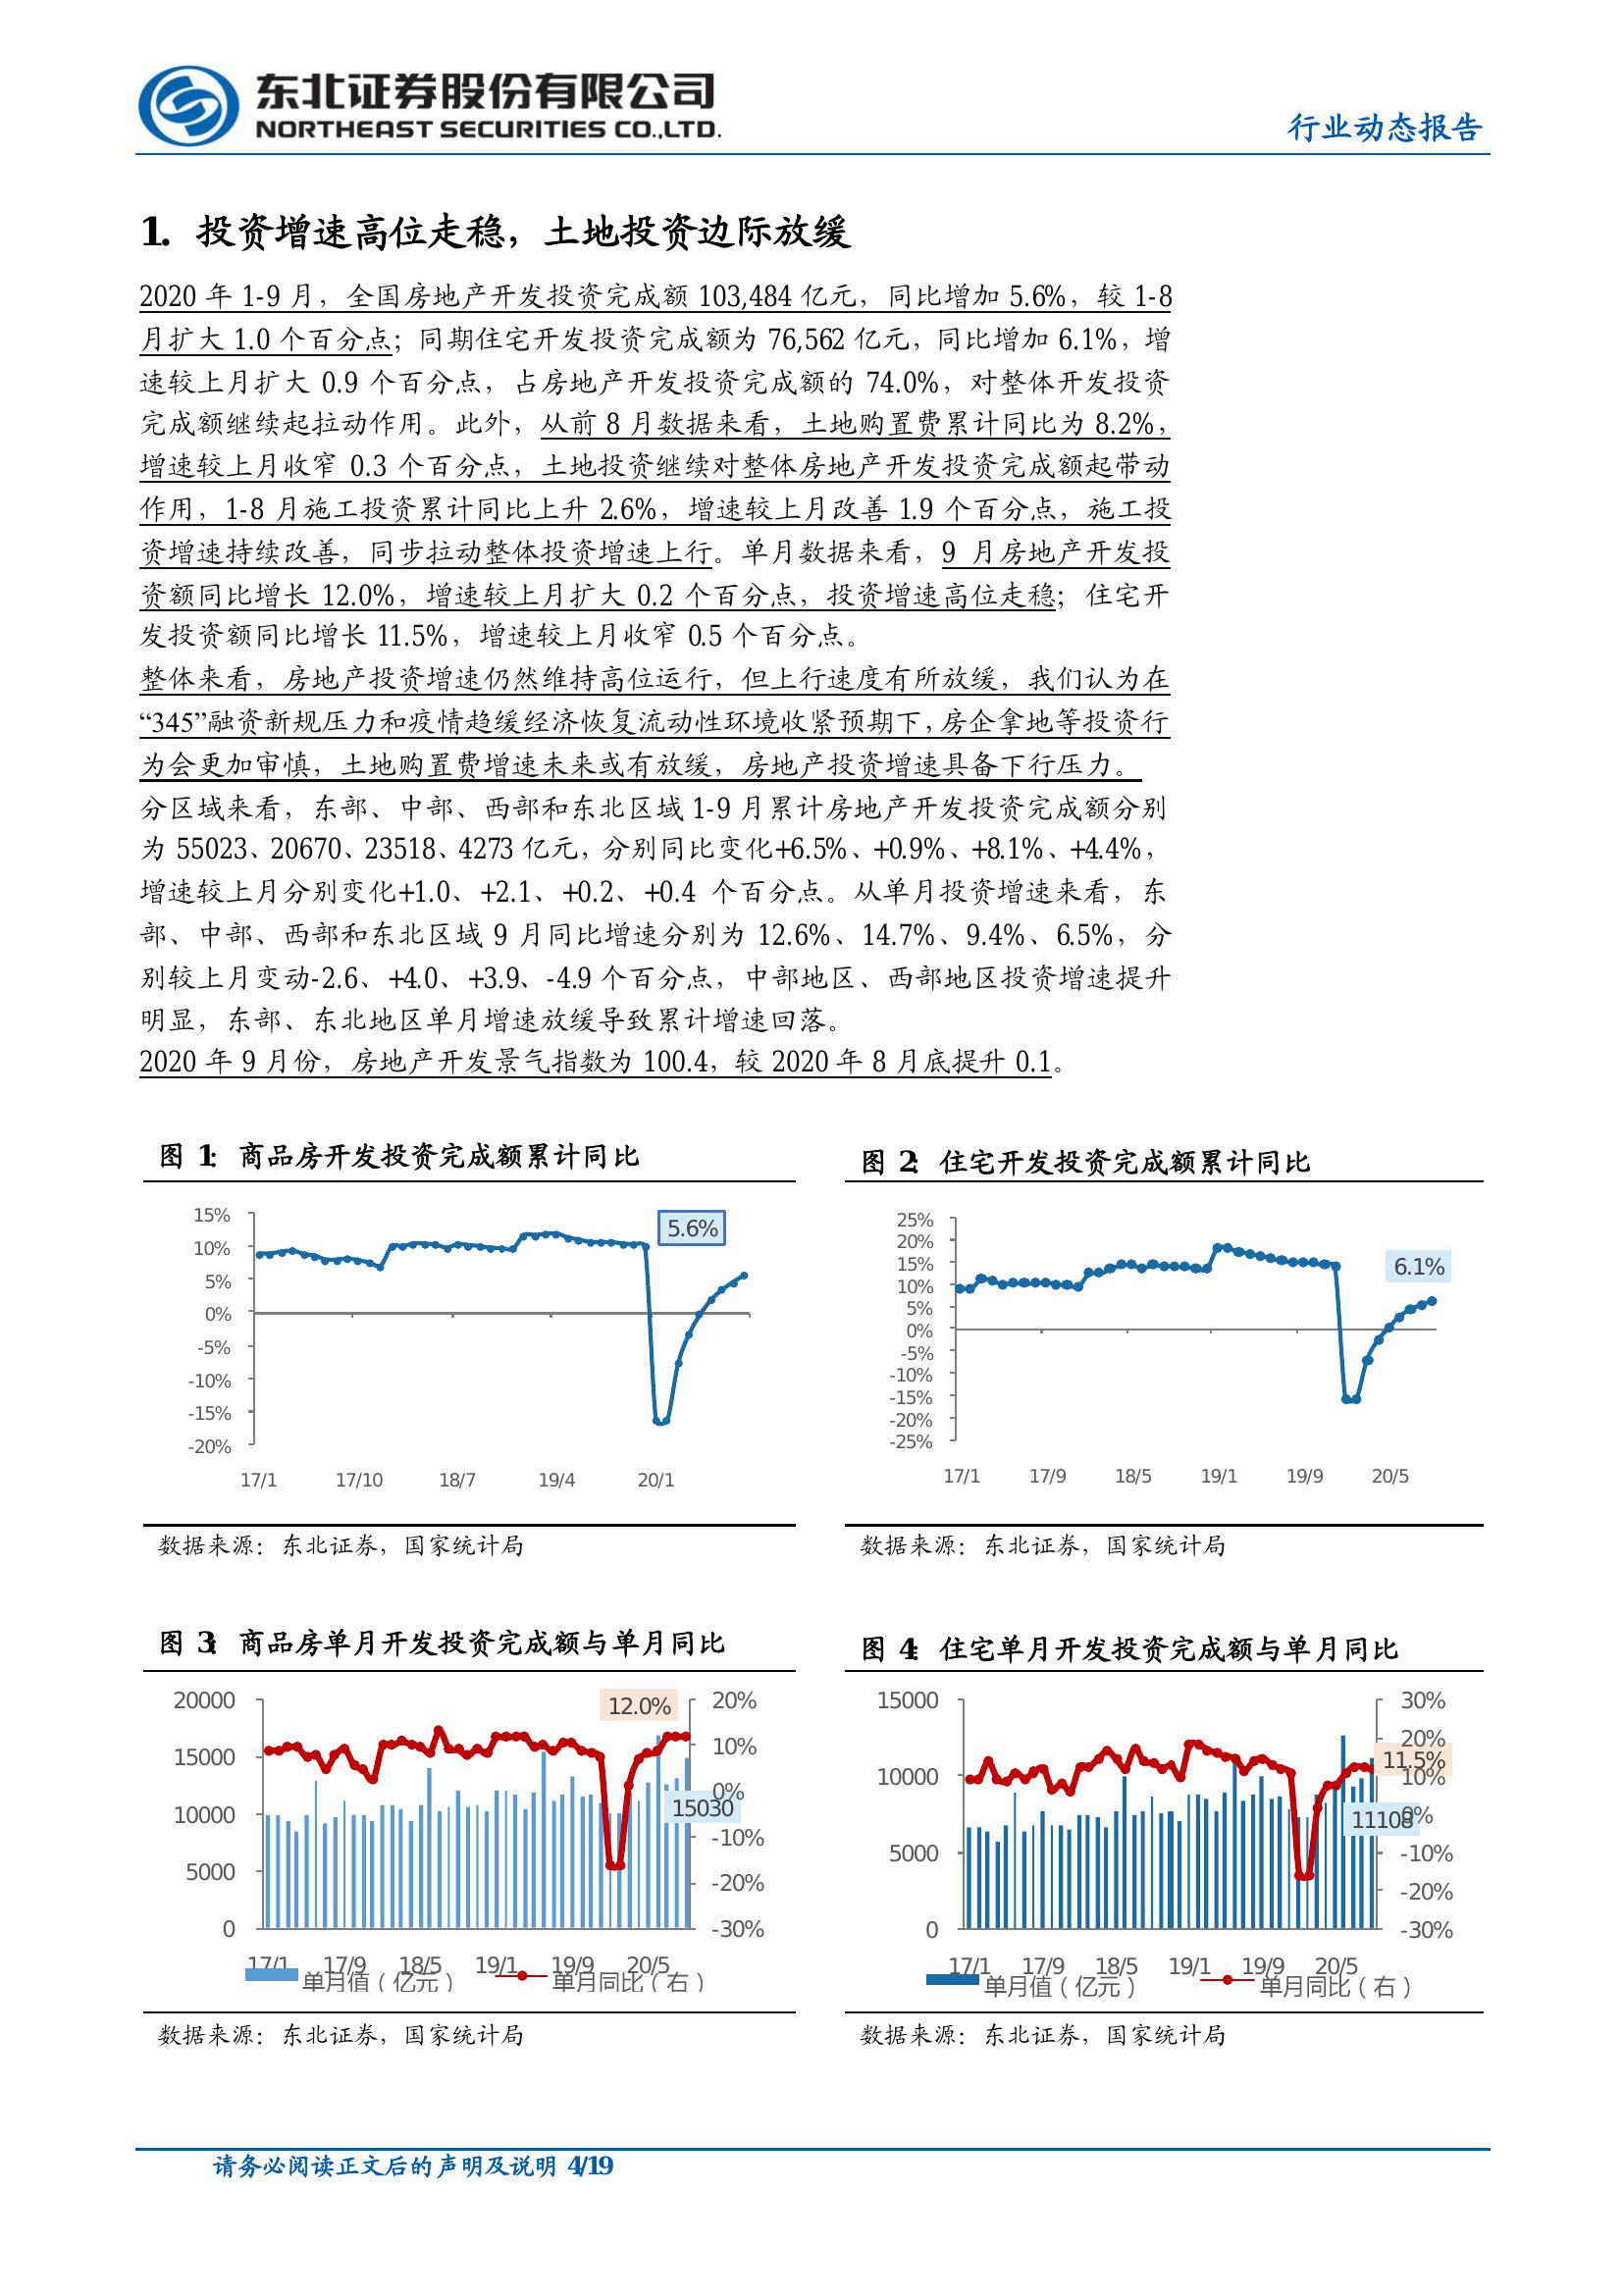 东北证券股份有限公司
NORTHEAST SECURITIES CO.,LTD.
行业动态报告
1. 投资增速高位走稳，土地投资边际放缓
2020 年 1-9 月，全国房地产开发投资完成额 103,484 亿元，同比增加 5.6%，较 1-8
月扩大 1.0 个百分点；同期住宅开发投资完成额为 76,562 亿元，同比增加 6.1%，增
速较上月扩大 0.9 个百分点，占房地产开发投资完成额的 74.0%，对整体开发投资
完成额继续起拉动作用。此外，从前 8 月数据来看，土地购置费累计同比为 8.2%，
增速较上月收窄 0.3 个百分点，土地投资继续对整体房地产开发投资完成额起带动
作用，1-8 月施工投资累计同比上升 2.6%，增速较上月改善 1.9 个百分点，施工投
资增速持续改善，同步拉动整体投资增速上行。单月数据来看，9 月房地产开发投
资额同比增长 12.0%，增速较上月扩大 0.2 个百分点，投资增速高位走稳；住宅开
发投资额同比增长 11.5%，增速较上月收窄 0.5 个百分点。
整体来看，房地产投资增速仍然维持高位运行，但上行速度有所放缓，我们认为在
“345”融资新规压力和疫情趋缓经济恢复流动性环境收紧预期下，房企拿地等投资行
为会更加审慎，土地购置费增速未来或有放缓，房地产投资增速具备下行压力。
分区域来看，东部、中部、西部和东北区域 1-9 月累计房地产开发投资完成额分别
为 55023、20670、23518、4273 亿元，分别同比变化+6.5%、+0.9%、+8.1%、+4.4%，
增速较上月分别变化+1.0、+2.1、+0.2、+0.4 个百分点。从单月投资增速来看，东
部、中部、西部和东北区域 9 月同比增速分别为 12.6%、14.7%、9.4%、6.5%，分
别较上月变动-2.6、+4.0、+3.9、-4.9 个百分点，中部地区、西部地区投资增速提升
明显，东部、东北地区单月增速放缓导致累计增速回落。
2020 年 9 月份，房地产开发景气指数为 100.4，较 2020 年 8 月底提升 0.1。
图 1：商品房开发投资完成额累计同比
15%
10%
5%
0%
-5%
-10%
-15%
-20%
5.6%
17/1 17/10 18/7 19/4 20/1
数据来源：东北证券，国家统计局
图 2：住宅开发投资完成额累计同比
25%
20%
15%
10%
5%
0%
-5%
-10%
-15%
-20%
-25%
6.1%
17/1 17/9 18/5 19/1 19/9 20/5
数据来源：东北证券，国家统计局
图 3：商品房单月开发投资完成额与单月同比
20000
15000
10000
5000
0
12.0%
15030
20%
10%
0%
-10%
-20%
-30%
17/1 17/9 18/5 19/1 19/9 20/5
单月值（亿元） 单月同比（右）
数据来源：东北证券，国家统计局
图 4：住宅单月开发投资完成额与单月同比
15000
10000
5000
0
11.5%
11108
30%
20%
10%
0%
-10%
-20%
-30%
17/1 17/9 18/5 19/1 19/9 20/5
单月值（亿元） 单月同比（右）
数据来源：东北证券，国家统计局
请务必阅读正文后的声明及说明 4/19